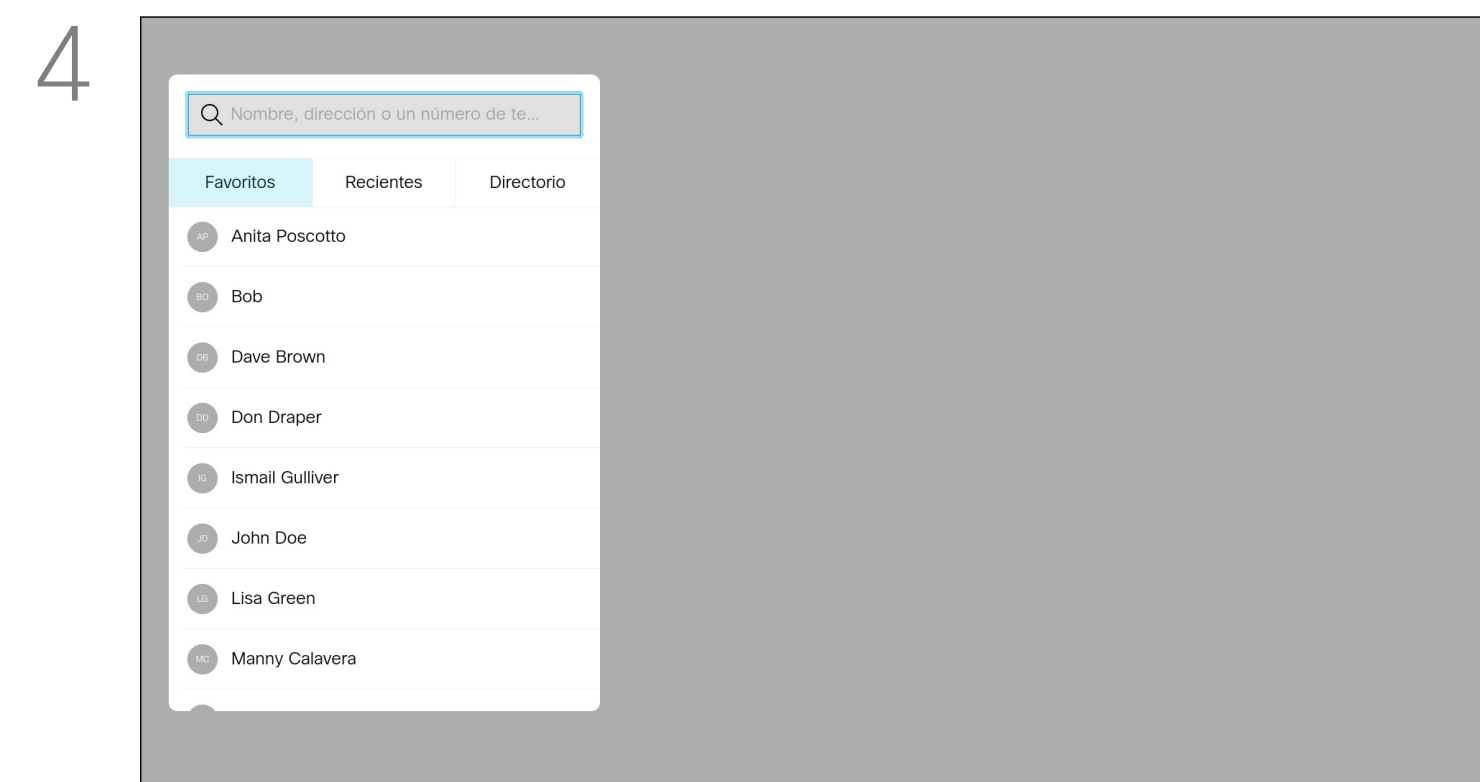 4
Nombre, dirección o un número de te...
Favoritos Recientes Directorio
AP Anita Poscotto
BO Bob
DB Dave Brown
DD Don Draper
IG Ismail Gulliver
JD John Doe
LG Lisa Green
MC Manny Calavera